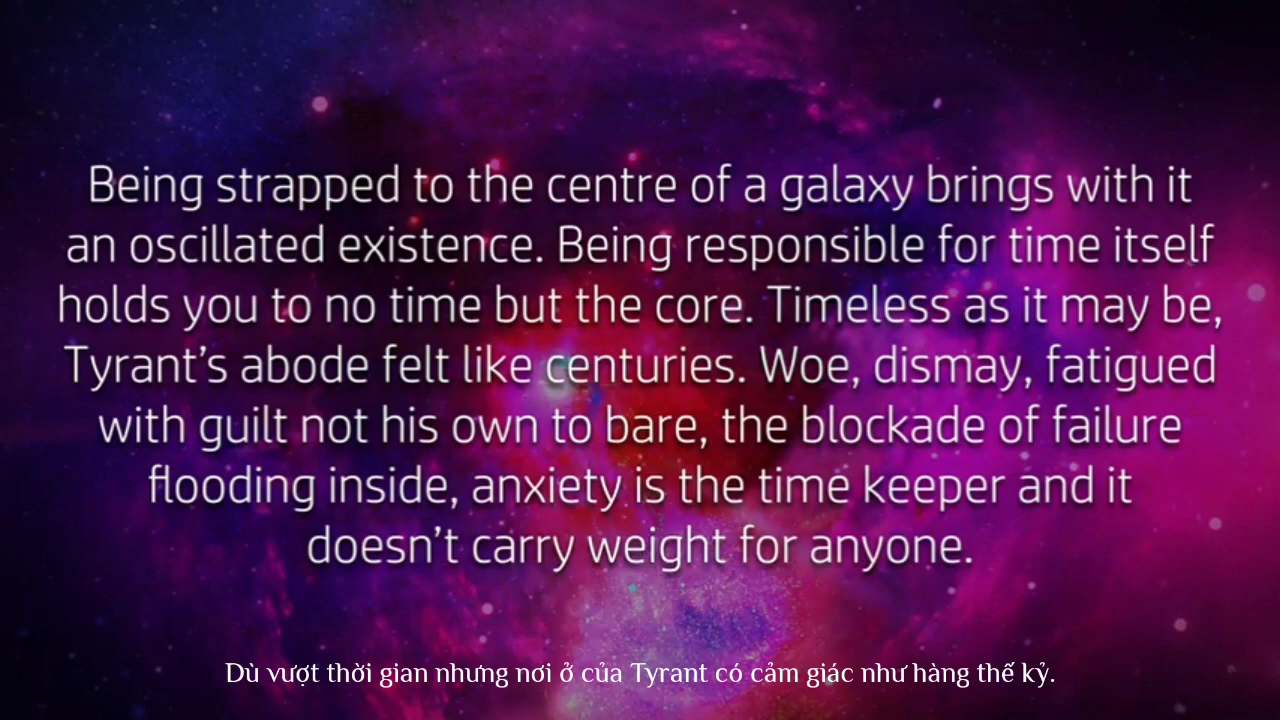 Being strapped to the centre of a galaxy brings with it
an oscillated existence. Being responsible for time itself
holds you to no time but the core. Timeless as it may be,
Tyrant’s abode felt like centuries. Woe, dismay, fatigued
with guilt not his own to bare, the blockade of failure
flooding inside, anxiety is the time keeper and it
doesn’t carry weight for anyone.
Dù vượt thời gian nhưng nơi ở của Tyrant có cảm giác như hàng thế kỷ.